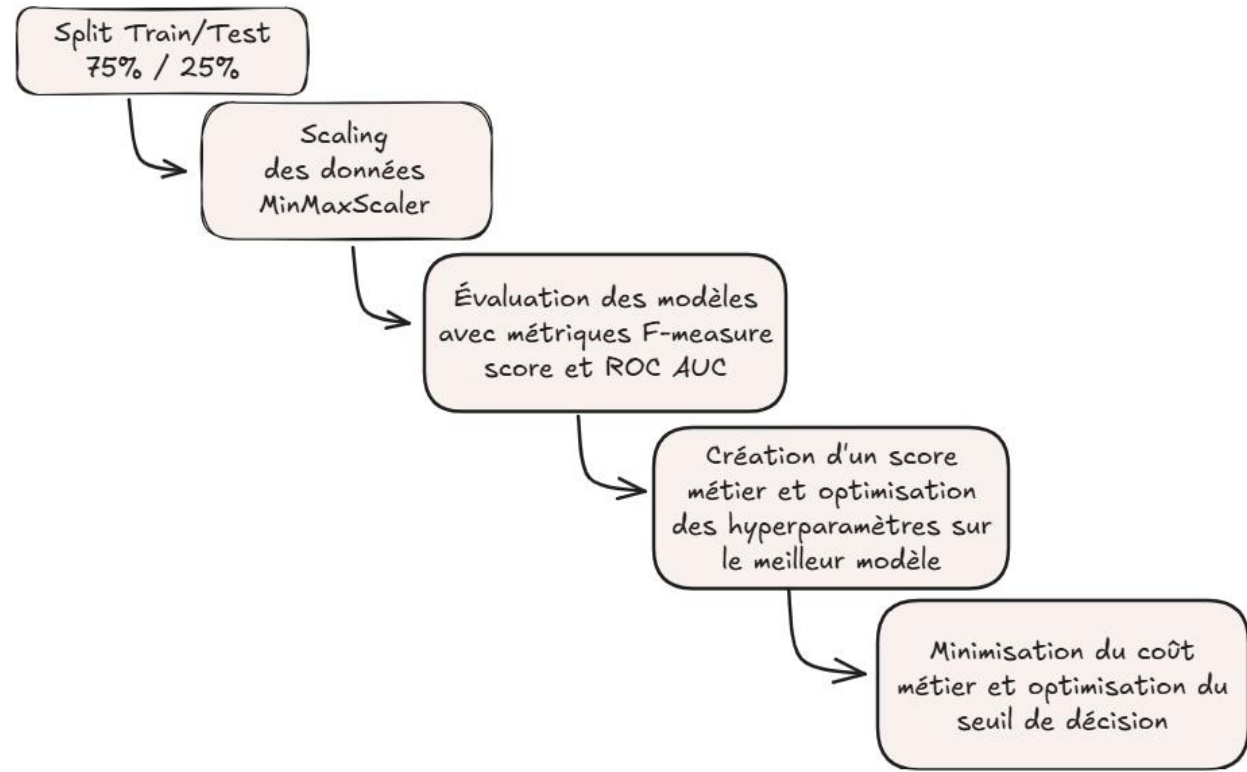 Split Train/Test
75% / 25%
Scaling
des données
MinMaxScaler
Évaluation des modèles
avec métriques F-measure
score et ROC AUC
Création d'un score
métier et optimisation
des hyperparamètres sur
le meilleur modèle
Minimisation du coût
métier et optimisation du
seuil de décision